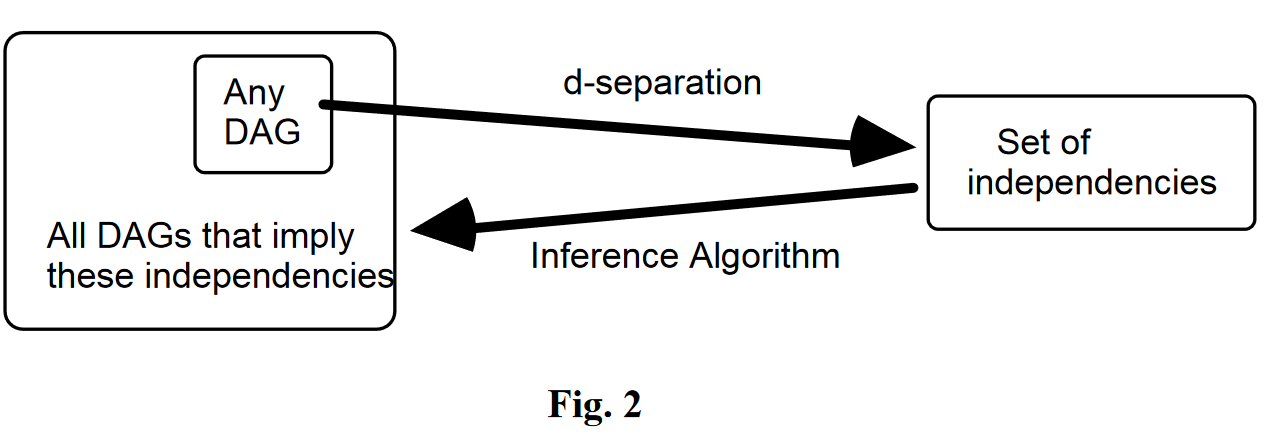 Any
DAG
d-separation
Set of
independencies
All DAGs that imply
these independencies
Inference Algorithm
Fig. 2